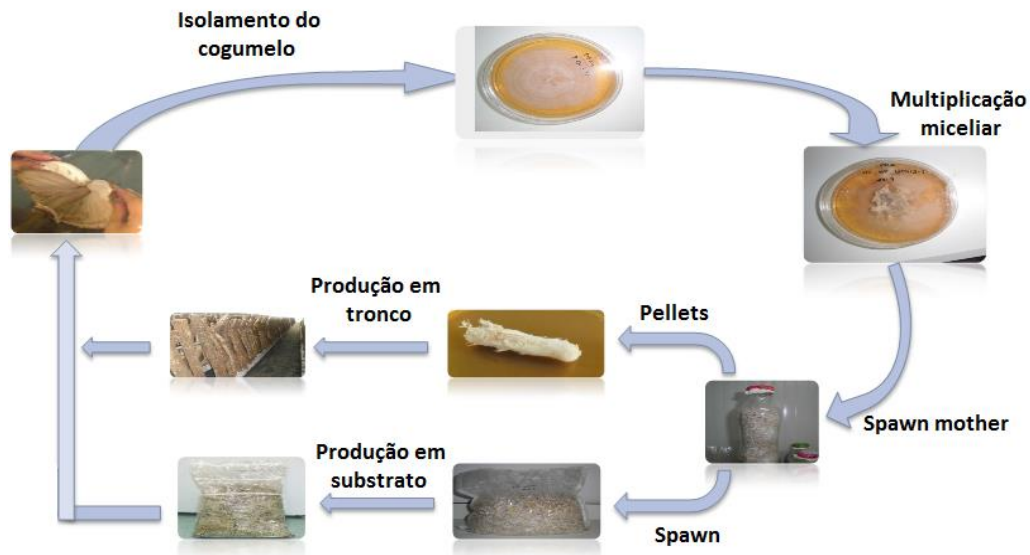 Isolamento do
cogumelo
Multiplicação
miceliar
Produção em
tronco
Pellets
Spawn mother
Produção em
substrato
Spawn